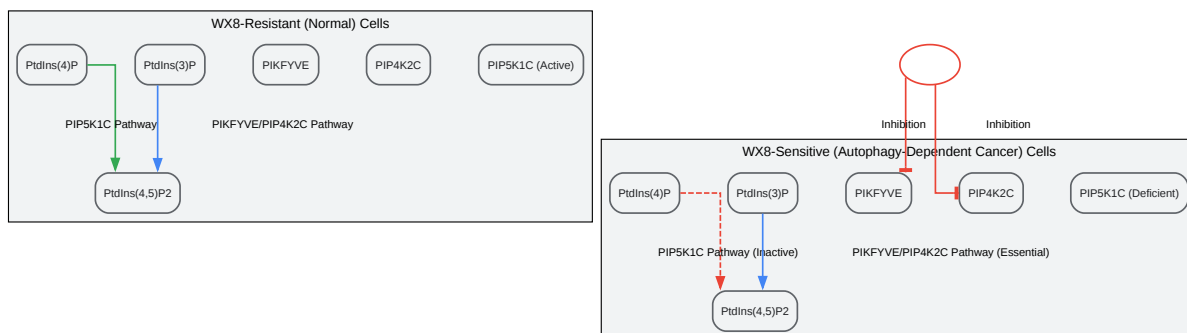 WX8-Resistant (Normal) Cells
PtdIns(4)P
PtdIns(3)P
PIKFYVE
PIP4K2C
PIP5K1C (Active)
PIP5K1C Pathway
PIKFYVE/PIP4K2C Pathway
PtdIns(4,5)P2
Inhibition
Inhibition
WX8-Sensitive (Autophagy-Dependent Cancer) Cells
PtdIns(4)P
PtdIns(3)P
PIKFYVE
PIP4K2C
PIP5K1C (Deficient)
PIP5K1C Pathway (Inactive)
PIKFYVE/PIP4K2C Pathway (Essential)
PtdIns(4,5)P2